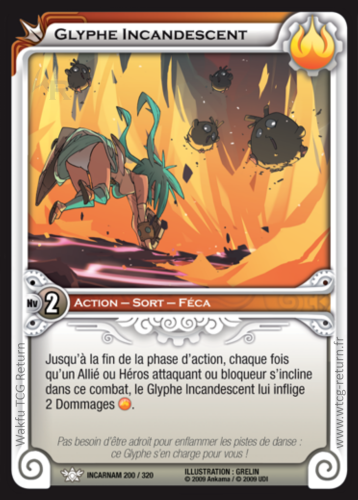 Glyphe Incandescent
Nv 2
Action – Sort – Féca
Jusqu'à la fin de la phase d'action, chaque fois
qu'un Allié ou Héros attaquant ou bloqueur s'incline
dans ce combat, le Glyphe Incandescent lui inflige
2 Dommages .
Pas besoin d'être adroit pour enflammer les pistes de danse :
ce Glyphe s'en charge pour vous !
INCARNAM 200 / 320
ILLUSTRATION : GRELIN
© 2009 Ankama / © 2009 UDI
Wakfu TCG Return
www.wtcg-return.fr